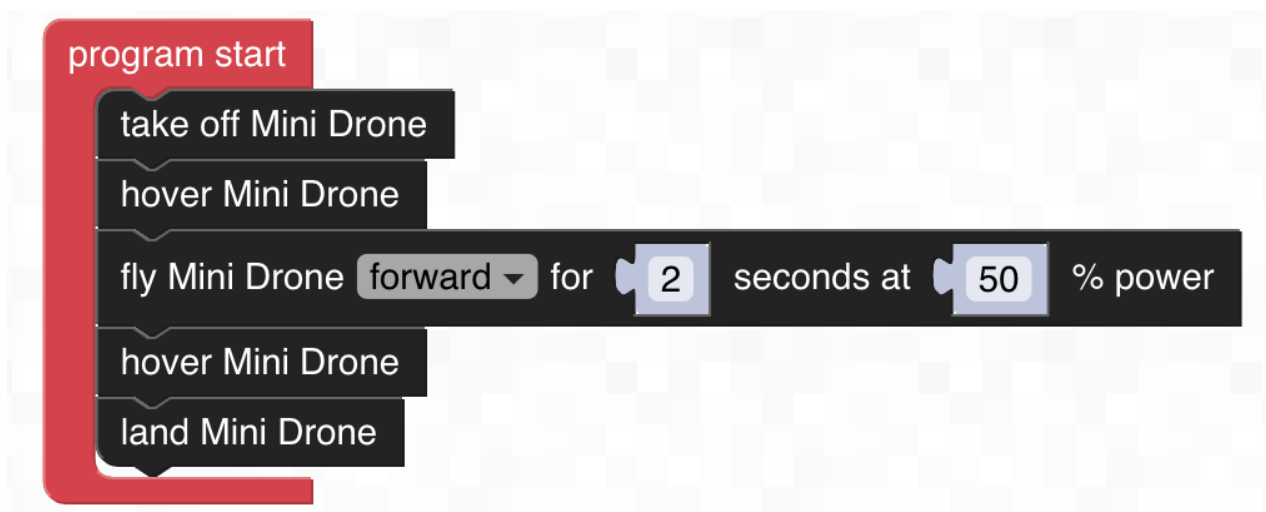 program start
take off Mini Drone
hover Mini Drone
fly Mini Drone forward for 2 seconds at 50 % power
hover Mini Drone
land Mini Drone